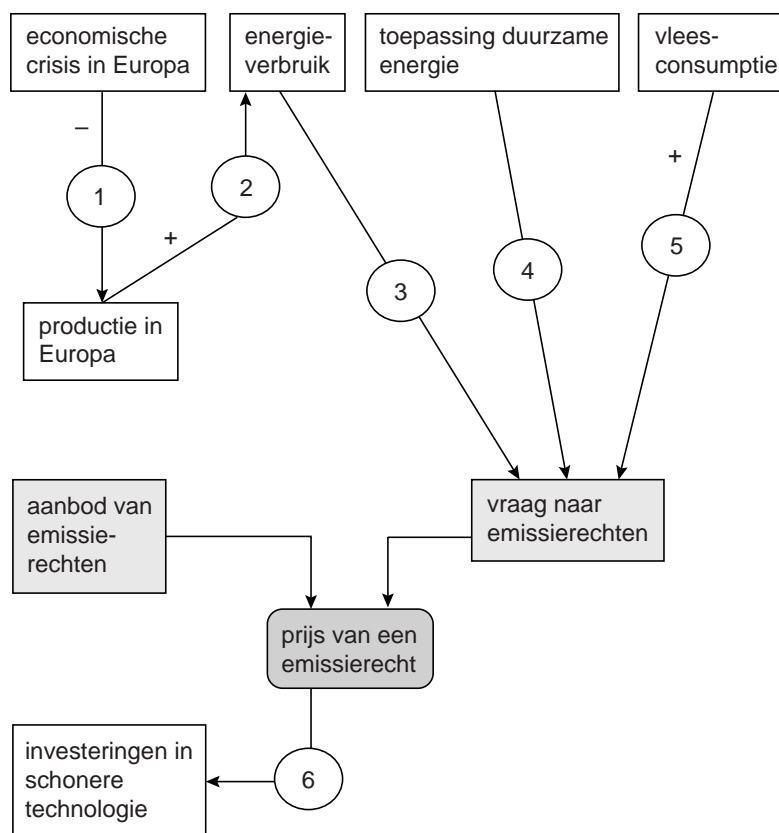 economische
crisis in Europa
energie-
verbruik
toepassing duurzame
energie
vlees-
consumptie
–
+
1
2
+
3
4
5
productie in
Europa
aanbod van
emissie-
rechten
vraag naar
emissierechten
prijs van een
emissierecht
investeringen in
schonere
technologie
6